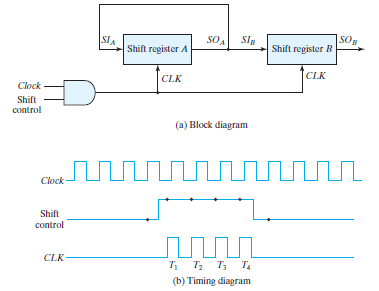 SI_A
Shift register A
SO_A
SI_B
Shift register B
SO_B
CLK
CLK
Clock
Shift
control
(a) Block diagram
Clock
Shift
control
CLK
T_1 T_2 T_3 T_4
(b) Timing diagram